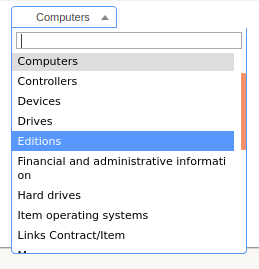 Computers
Computers
Controllers
Devices
Drives
Editions
Financial and administrative informati
on
Hard drives
Item operating systems
Links Contract/Item